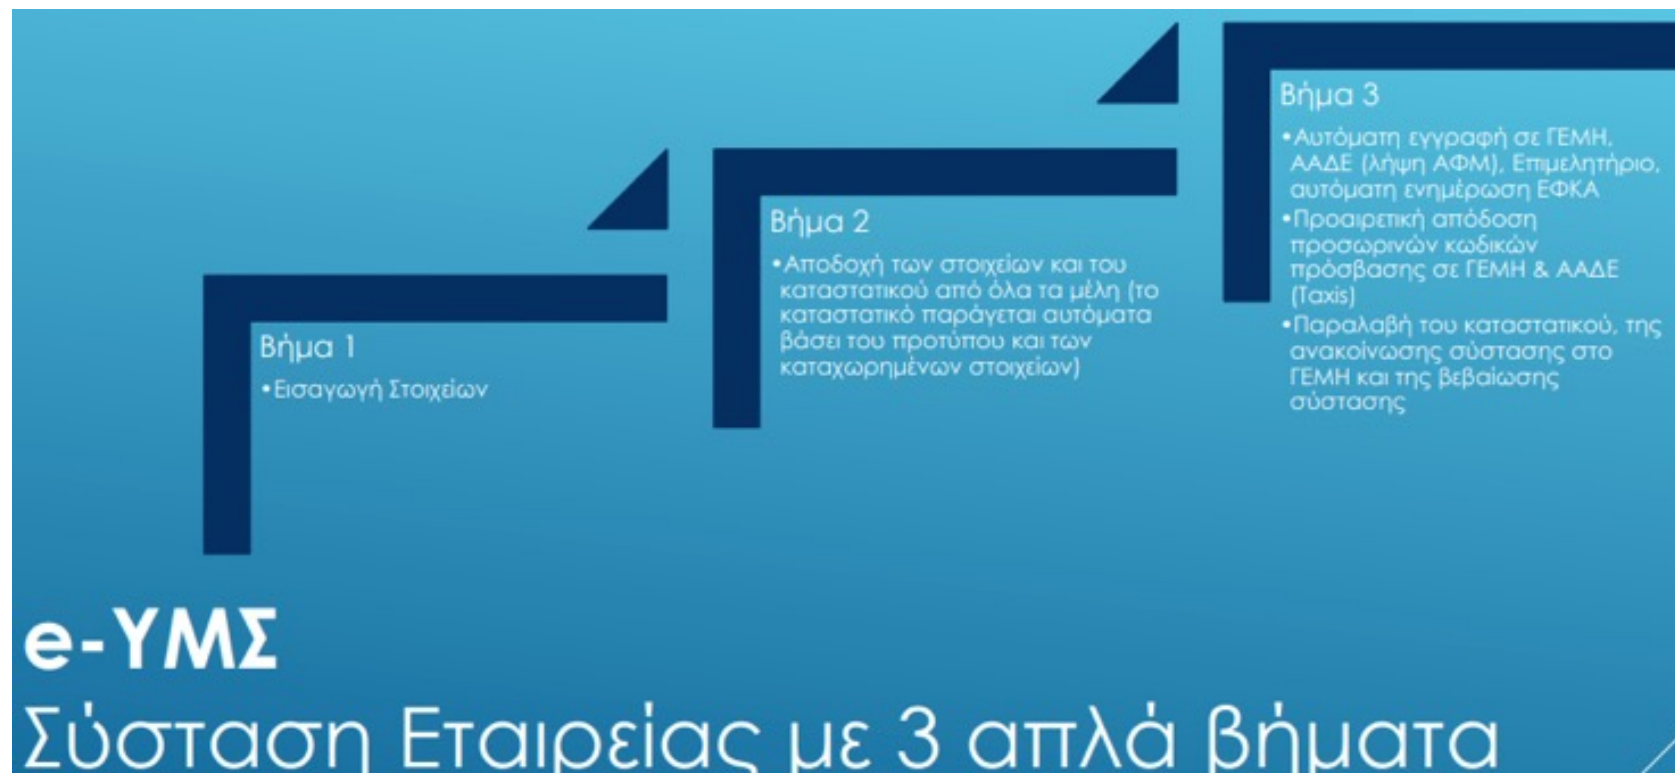 Βήμα 1
•Εισαγωγή Στοιχείων
Βήμα 2
•Αποδοχή των στοιχείων και του
καταστατικού από όλα τα μέλη (το
καταστατικό παράγεται αυτόματα
βάσει του προτύπου και των
καταχωρημένων στοιχείων)
Βήμα 3
•Αυτόματη εγγραφή σε ΓΕΜΗ,
ΑΑΔΕ (λήψη ΑΦΜ), Επιμελητήριο,
αυτόματη ενημέρωση ΕΦΚΑ
•Προαιρετική απόδοση
προσωρινών κωδικών
πρόσβασης σε ΓΕΜΗ & ΑΑΔΕ
(Taxis)
•Παραλαβή του καταστατικού, της
ανακοίνωσης σύστασης στο
ΓΕΜΗ και της βεβαίωσης
σύστασης
e-ΥΜΣ
Σύσταση Εταιρείας με 3 απλά βήματα